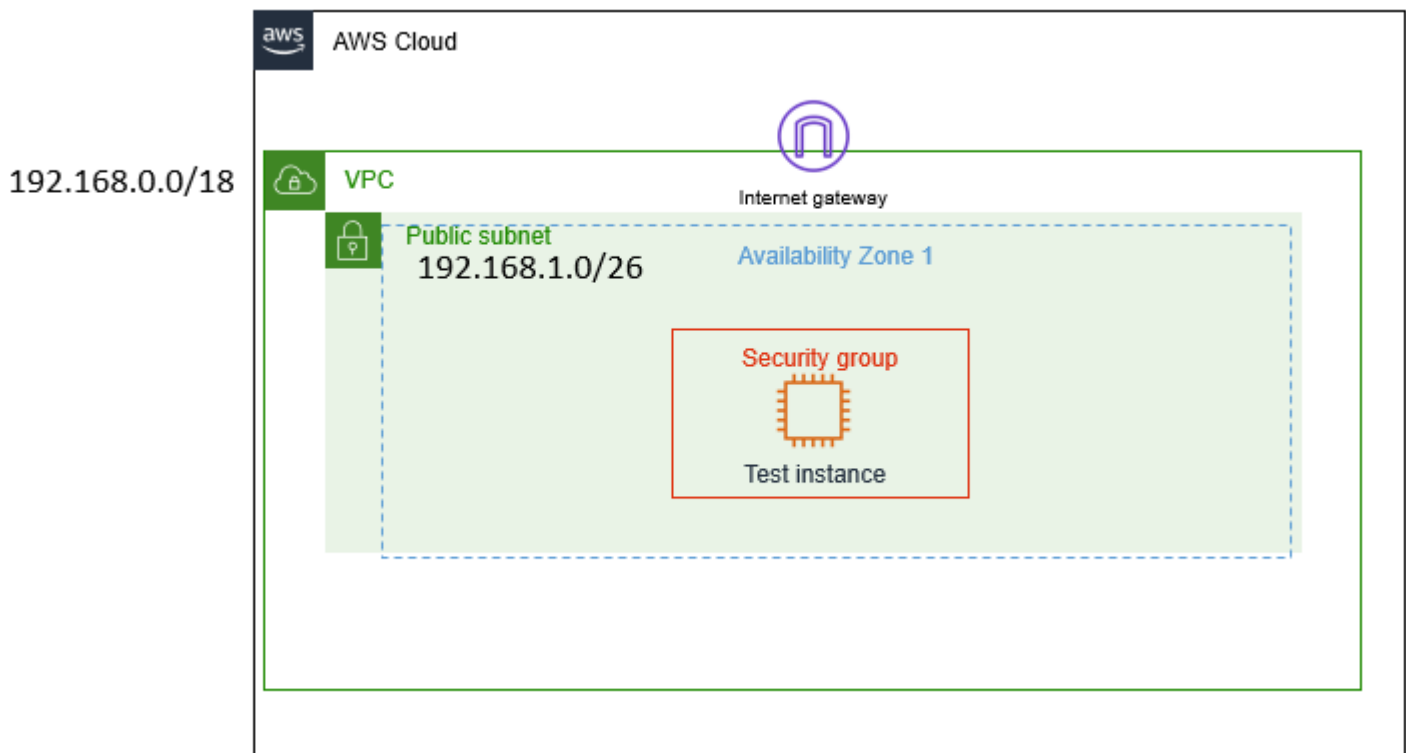 aws
AWS Cloud
192.168.0.0/18
VPC
Internet gateway
Public subnet
192.168.1.0/26
Availability Zone 1
Security group
Test instance